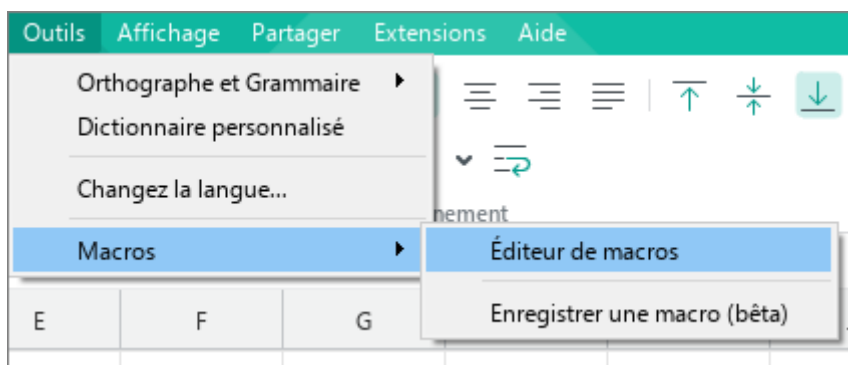 Outils Affichage Partager Extensions Aide
Orthographe et Grammaire
Dictionnaire personnalisé
Changez la langue...
nement
Macros Éditeur de macros
Enregistrer une macro (bêta)
E F G